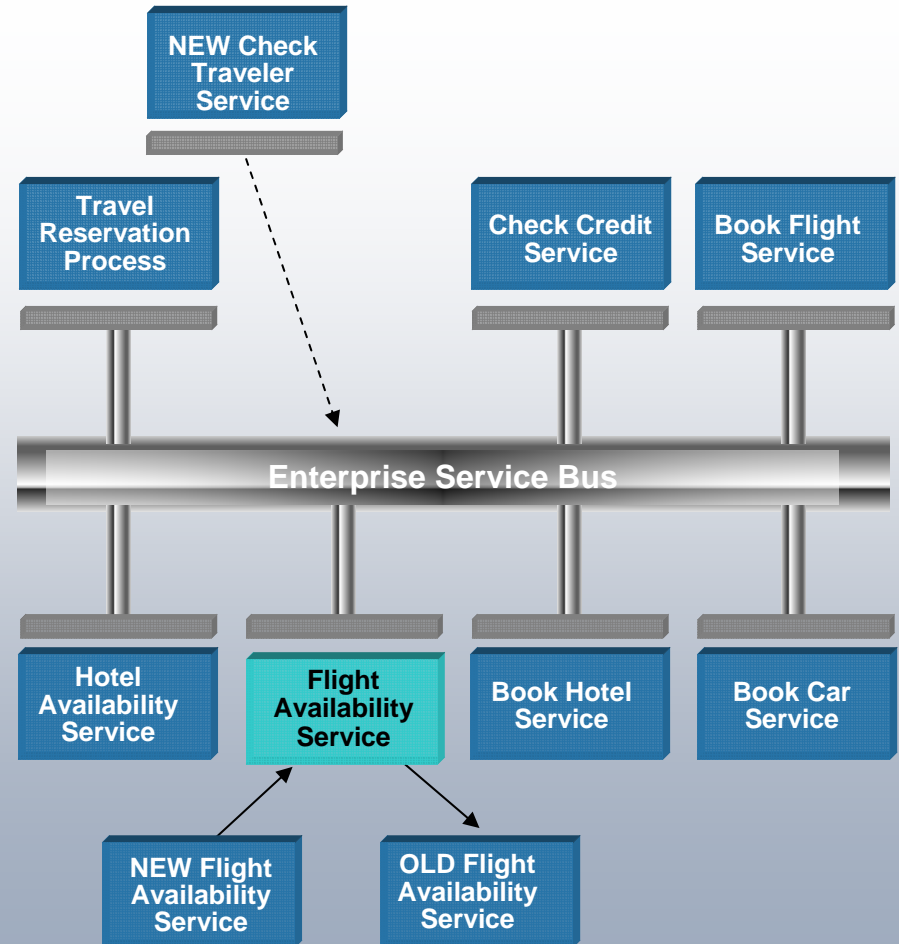 NEW Check
Traveler
Service
Travel
Reservation
Process
Check Credit
Service
Book Flight
Service
Enterprise Service Bus
Hotel
Availability
Service
Flight
Availability
Service
Book Hotel
Service
Book Car
Service
NEW Flight
Availability
Service
OLD Flight
Availability
Service